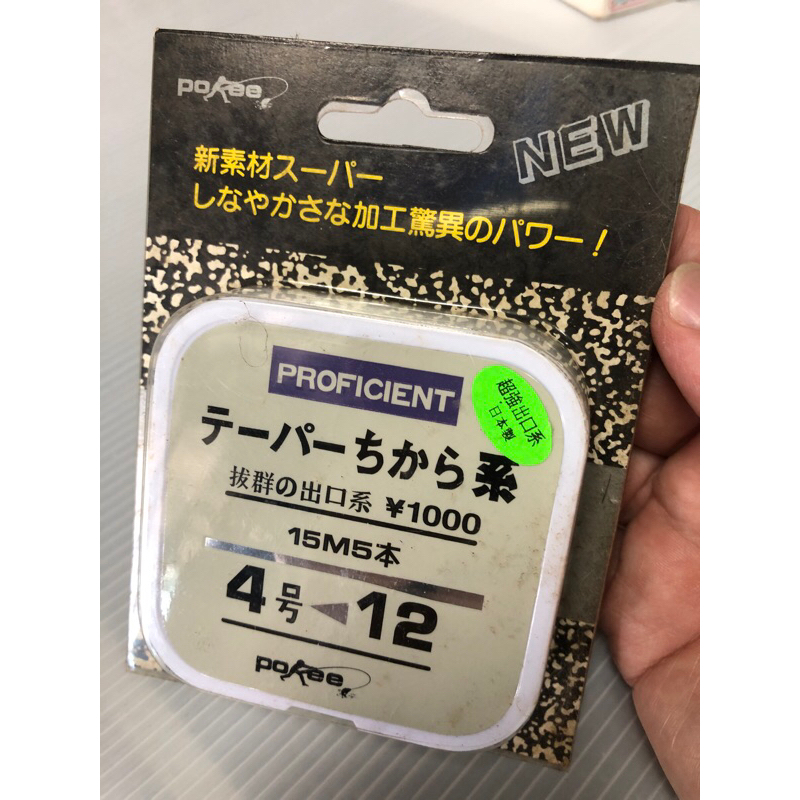 pokee
NEW
新素材スーパー
しなやかさな加工驚異のパワー！
PROFICIENT
超強出口系
日本製
テーパーちから系
抜群の出口系 ¥1000
15M5本
4号◀12
pokee